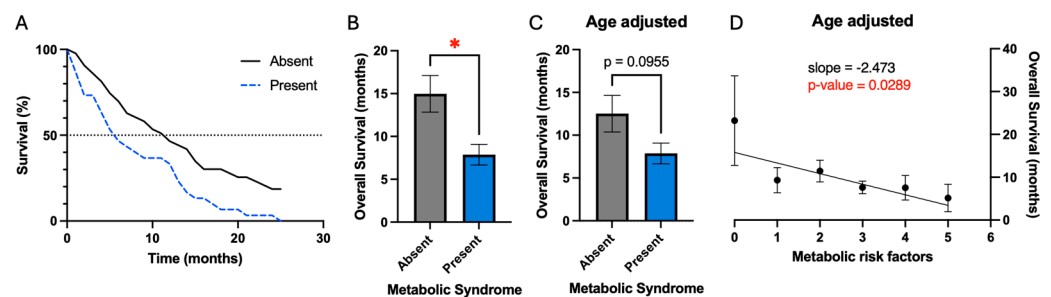 A
100
50
0
Survival (%)
0
10
20
30
Time (months)
Absent
Present
B
20
15
10
5
0
Overall Survival (months)
*
Absent
Present
Metabolic Syndrome
C
Age adjusted
20
15
10
5
0
Overall Survival (months)
p = 0.0955
Absent
Present
Metabolic Syndrome
D
Age adjusted
slope = -2.473
p-value = 0.0289
40
30
20
10
0
Overall Survival (months)
0
1
2
3
4
5
6
Metabolic risk factors